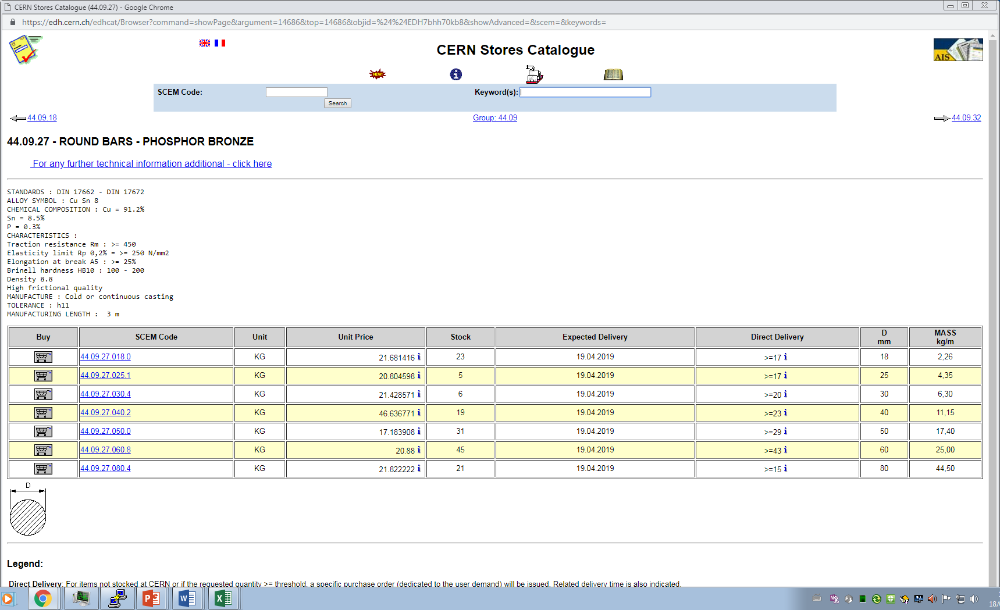 CERN Stores Catalogue (44.09.27) - Google Chrome
https://edh.cern.ch/edhcat/Browser?command=showPage&argument=14686&top=14686&objid=%24%24EDH7bhh70kb8&showAdvanced=&scem=&keywords=
CERN Stores Catalogue
AIS
NEW!
SCEM Code: Keyword(s):
Search
44.09.18 Group: 44.09 44.09.32
44.09.27 - ROUND BARS - PHOSPHOR BRONZE
For any further technical information additional - click here
STANDARDS : DIN 17662 - DIN 17672
ALLOY SYMBOL : Cu Sn 8
CHEMICAL COMPOSITION : Cu = 91.2%
Sn = 8.5%
P = 0.3%
CHARACTERISTICS :
Traction resistance Rm : >= 450
Elasticity limit Rp 0,2% = >= 250 N/mm2
Elongation at break A5 : >= 25%
Brinell hardness HB10 : 100 - 200
Density 8.8
High frictional quality
MANUFACTURE : Cold or continuous casting
TOLERANCE : h11
MANUFACTURING LENGTH :  3 m
Buy SCEM Code Unit Unit Price Stock Expected Delivery Direct Delivery D mm MASS kg/m
44.09.27.018.0 KG 21.681416 i 23 19.04.2019 >=17 i 18 2,26
44.09.27.025.1 KG 20.804598 i 5 19.04.2019 >=17 i 25 4,35
44.09.27.030.4 KG 21.428571 i 6 19.04.2019 >=20 i 30 6,30
44.09.27.040.2 KG 46.636771 i 19 19.04.2019 >=23 i 40 11,15
44.09.27.050.0 KG 17.183908 i 31 19.04.2019 >=29 i 50 17,40
44.09.27.060.8 KG 20.88 i 45 19.04.2019 >=43 i 60 25,00
44.09.27.080.4 KG 21.822222 i 21 19.04.2019 >=15 i 80 44,50
D
Legend:
Direct Delivery: For items not stocked at CERN or if the requested quantity >= threshold, a specific purchase order (dedicated to the user demand) will be issued. Related delivery time is also indicated.
18/